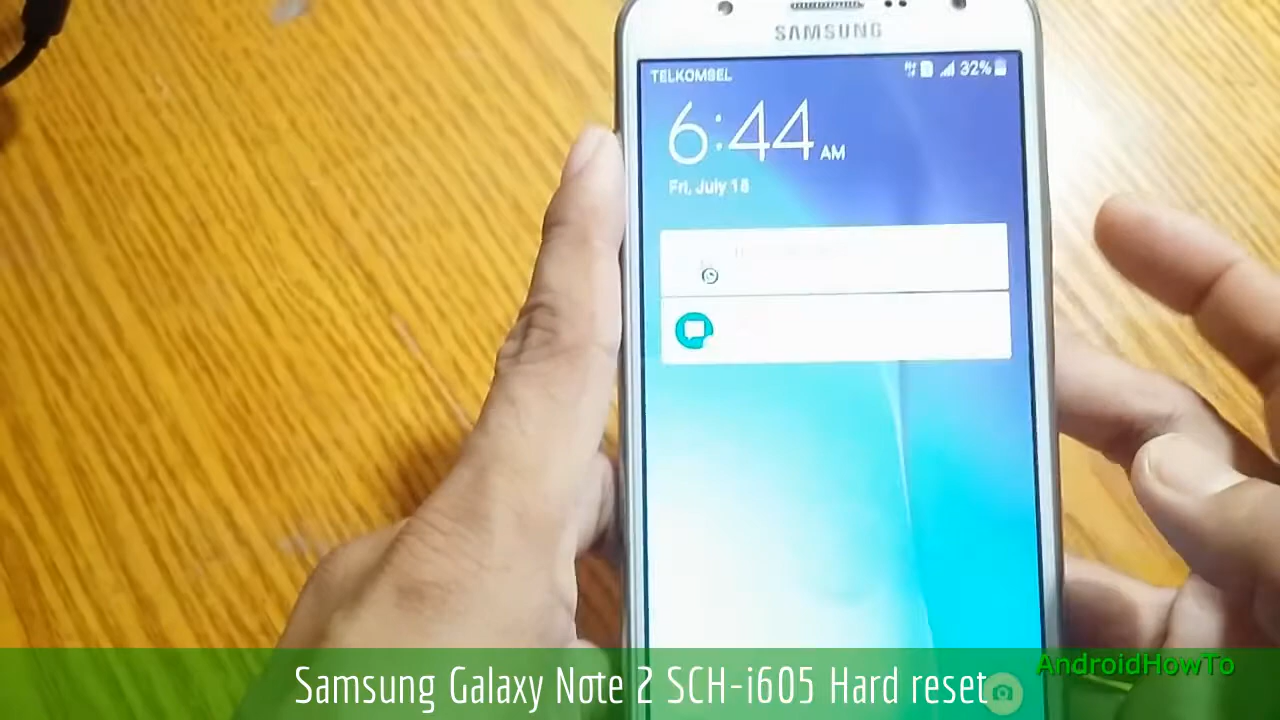 SAMSUNG
TELKOMSEL
32%
6:44 AM
Fri, July 18
Samsung Galaxy Note 2 SCH-i605 Hard reset
AndroidHowTo